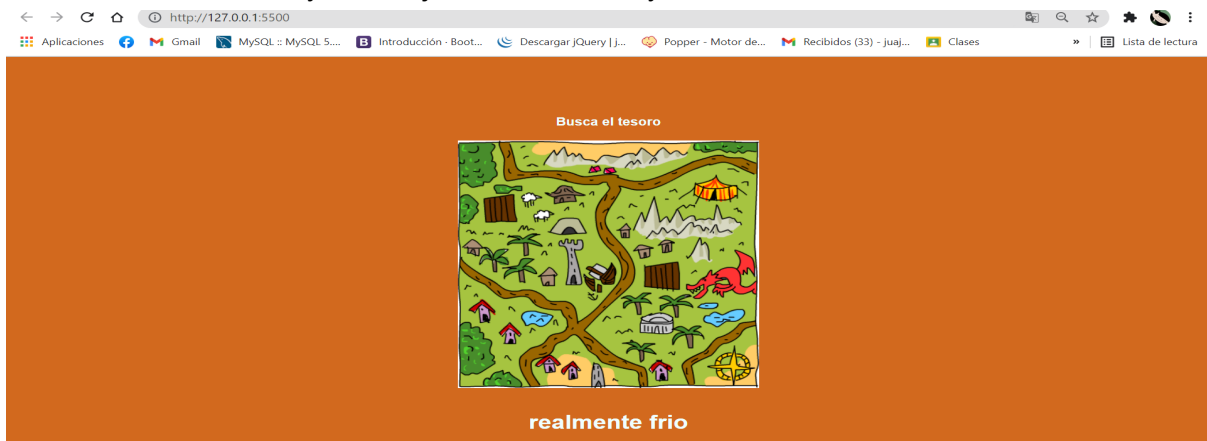 http://127.0.0.1:5500
Aplicaciones Gmail MySQL :: MySQL 5.... Introducción · Boot... Descargar jQuery | j... Popper - Motor de... Recibidos (33) - juaj... Clases » Lista de lectura
Busca el tesoro
realmente frio